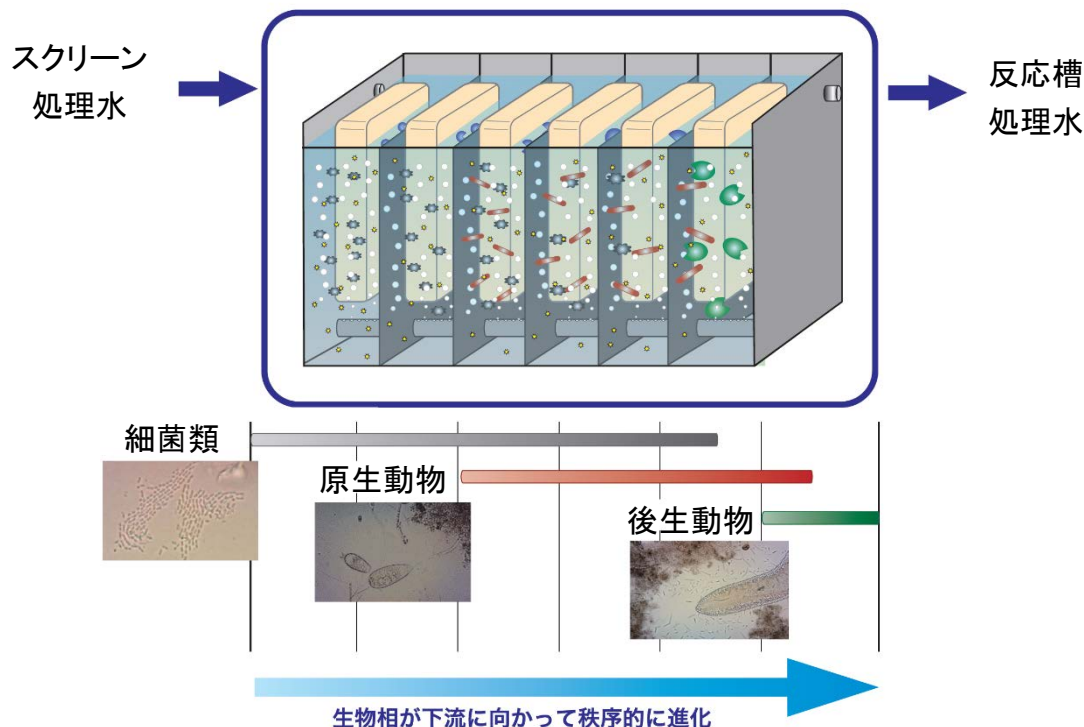 スクリーン
処理水
反応槽
処理水
細菌類
原生動物
後生動物
生物相が下流に向かって秩序的に進化